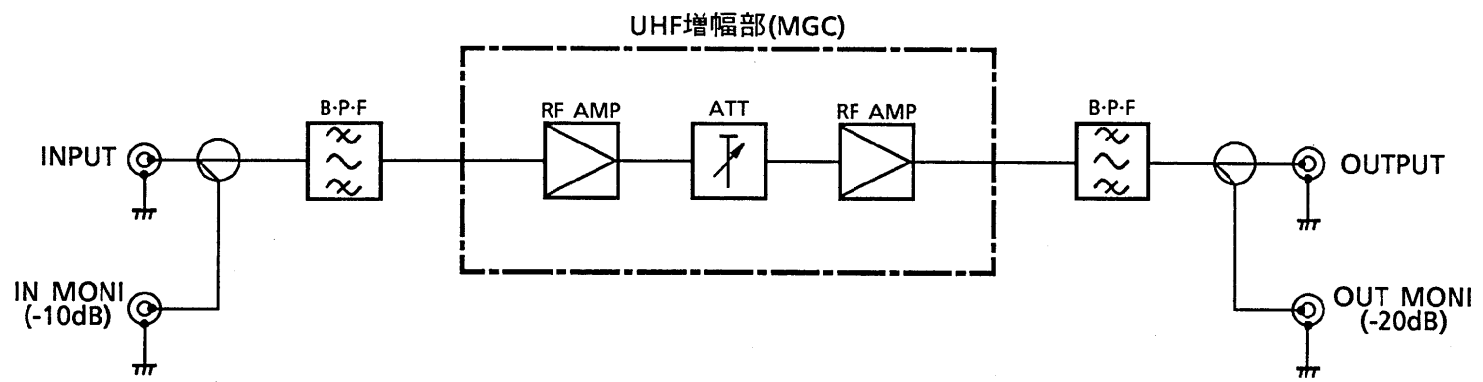 UHF増幅部(MGC)
B·P·F
RF AMP
ATT
RF AMP
B·P·F
INPUT
OUTPUT
IN MONI
(-10dB)
OUT MONI
(-20dB)